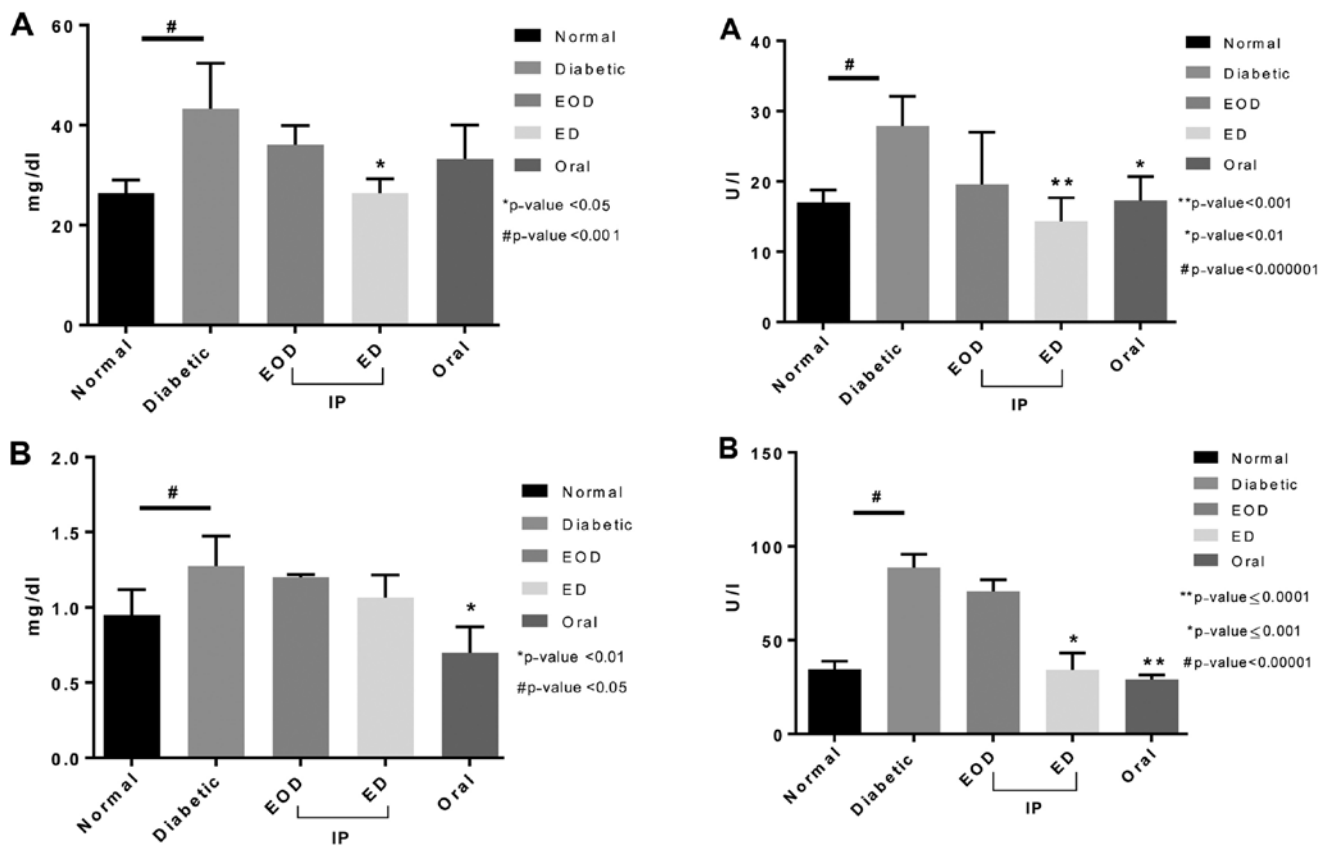 A
mg/dl
60
40
20
0
#
*
Normal
Diabetic
EOD
ED
Oral
IP
Normal
Diabetic
EOD
ED
Oral
*p-value <0.05
#p-value <0.001
A
U/l
40
30
20
10
0
#
**
*
Normal
Diabetic
EOD
ED
Oral
IP
Normal
Diabetic
EOD
ED
Oral
**p-value<0.001
*p-value<0.01
#p-value<0.000001
B
mg/dl
2.0
1.5
1.0
0.5
0.0
#
*
Normal
Diabetic
EOD
ED
Oral
IP
Normal
Diabetic
EOD
ED
Oral
*p-value <0.01
#p-value <0.05
B
U/l
150
100
50
0
#
*
**
Normal
Diabetic
EOD
ED
Oral
IP
Normal
Diabetic
EOD
ED
Oral
**p-value≤0.0001
*p-value≤0.001
#p-value<0.00001